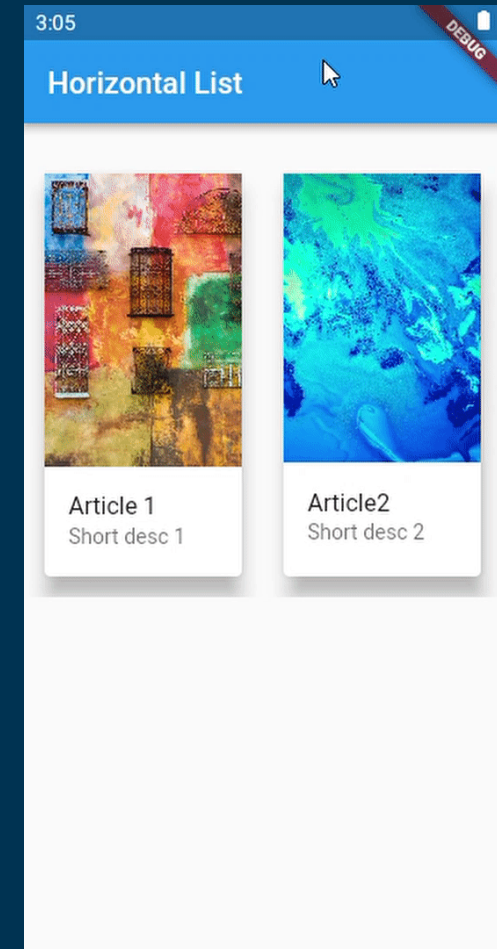 3:05
DEBUG
Horizontal List
Article 1
Short desc 1
Article2
Short desc 2